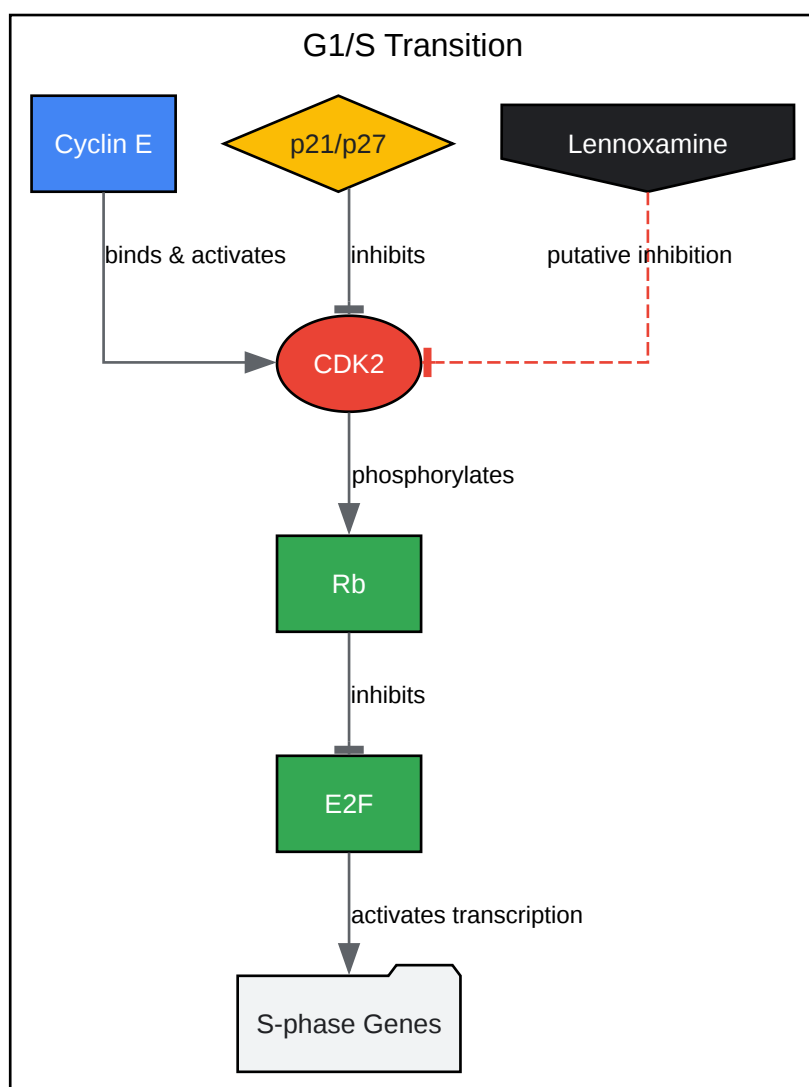 G1/S Transition
Cyclin E
p21/p27
Lennoxamine
binds & activates
inhibits
putative inhibition
CDK2
phosphorylates
Rb
inhibits
E2F
activates transcription
S-phase Genes